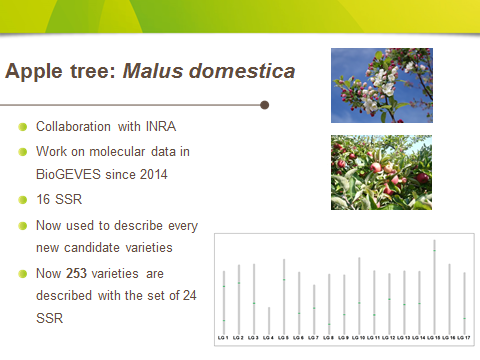 Apple tree: Malus domestica
Collaboration with INRA
Work on molecular data in
BioGEVES since 2014
16 SSR
Now used to describe every
new candidate varieties
Now 253 varieties are
described with the set of 24
SSR
LG 1 LG 2 LG 3 LG 4 LG 5 LG 6 LG 7 LG 8 LG 9 LG 10 LG 11 LG 12 LG 13 LG 14 LG 15 LG 16 LG 17